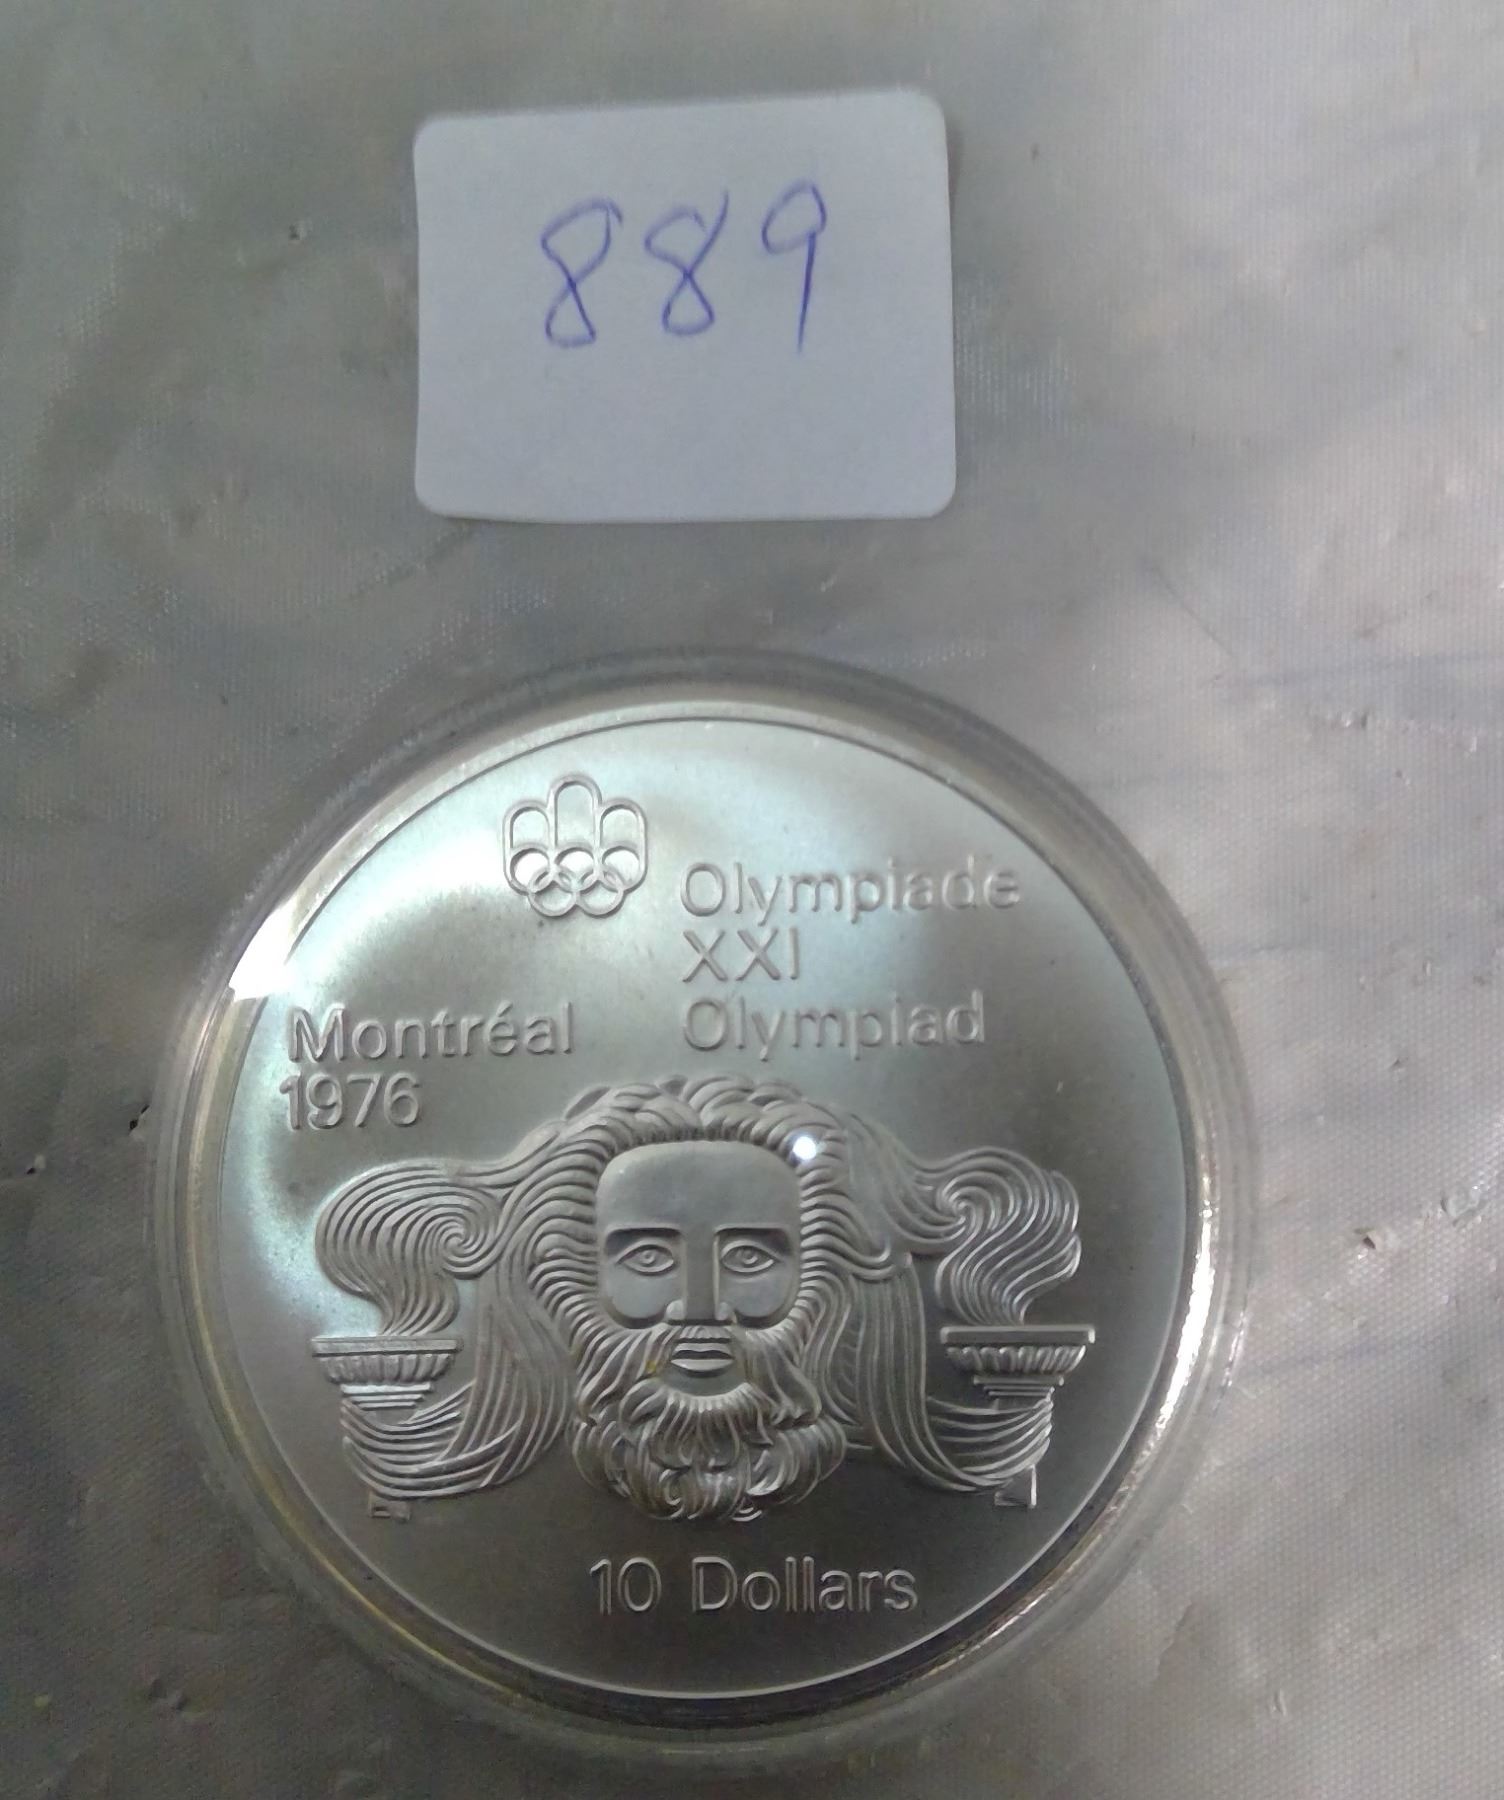 889
Olympiade
XXI
Olympiad
Montréal
1976
10 Dollars